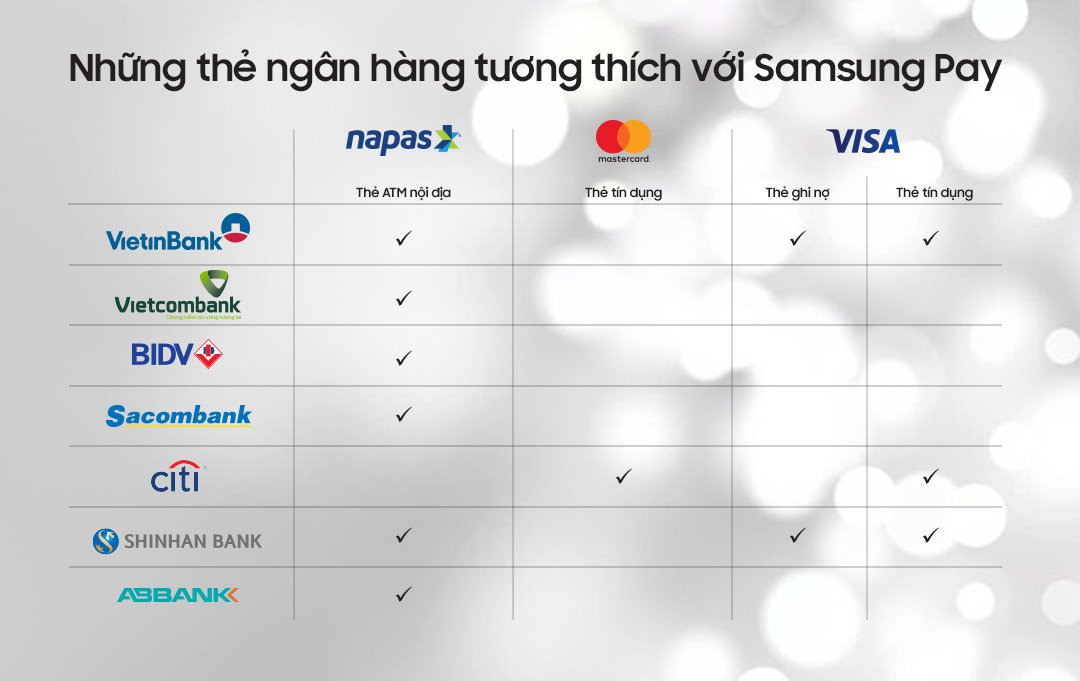 Những thẻ ngân hàng tương thích với Samsung Pay
napas
mastercard.
VISA
Thẻ ATM nội địa
Thẻ tín dụng
Thẻ ghi nợ
Thẻ tín dụng
VietinBank
Vietcombank
Chung niềm tin vững tương lai
BIDV
Sacombank
citi
SHINHAN BANK
ABBANK